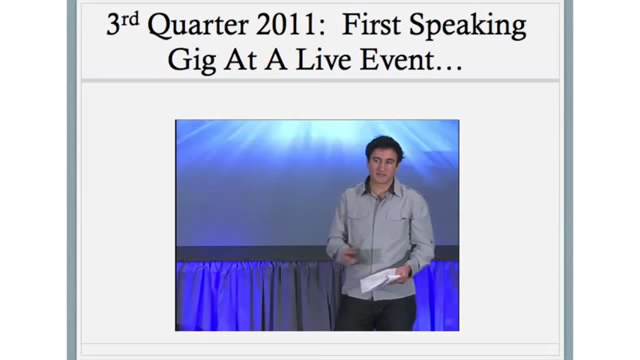 3rd Quarter 2011: First Speaking
Gig At A Live Event…